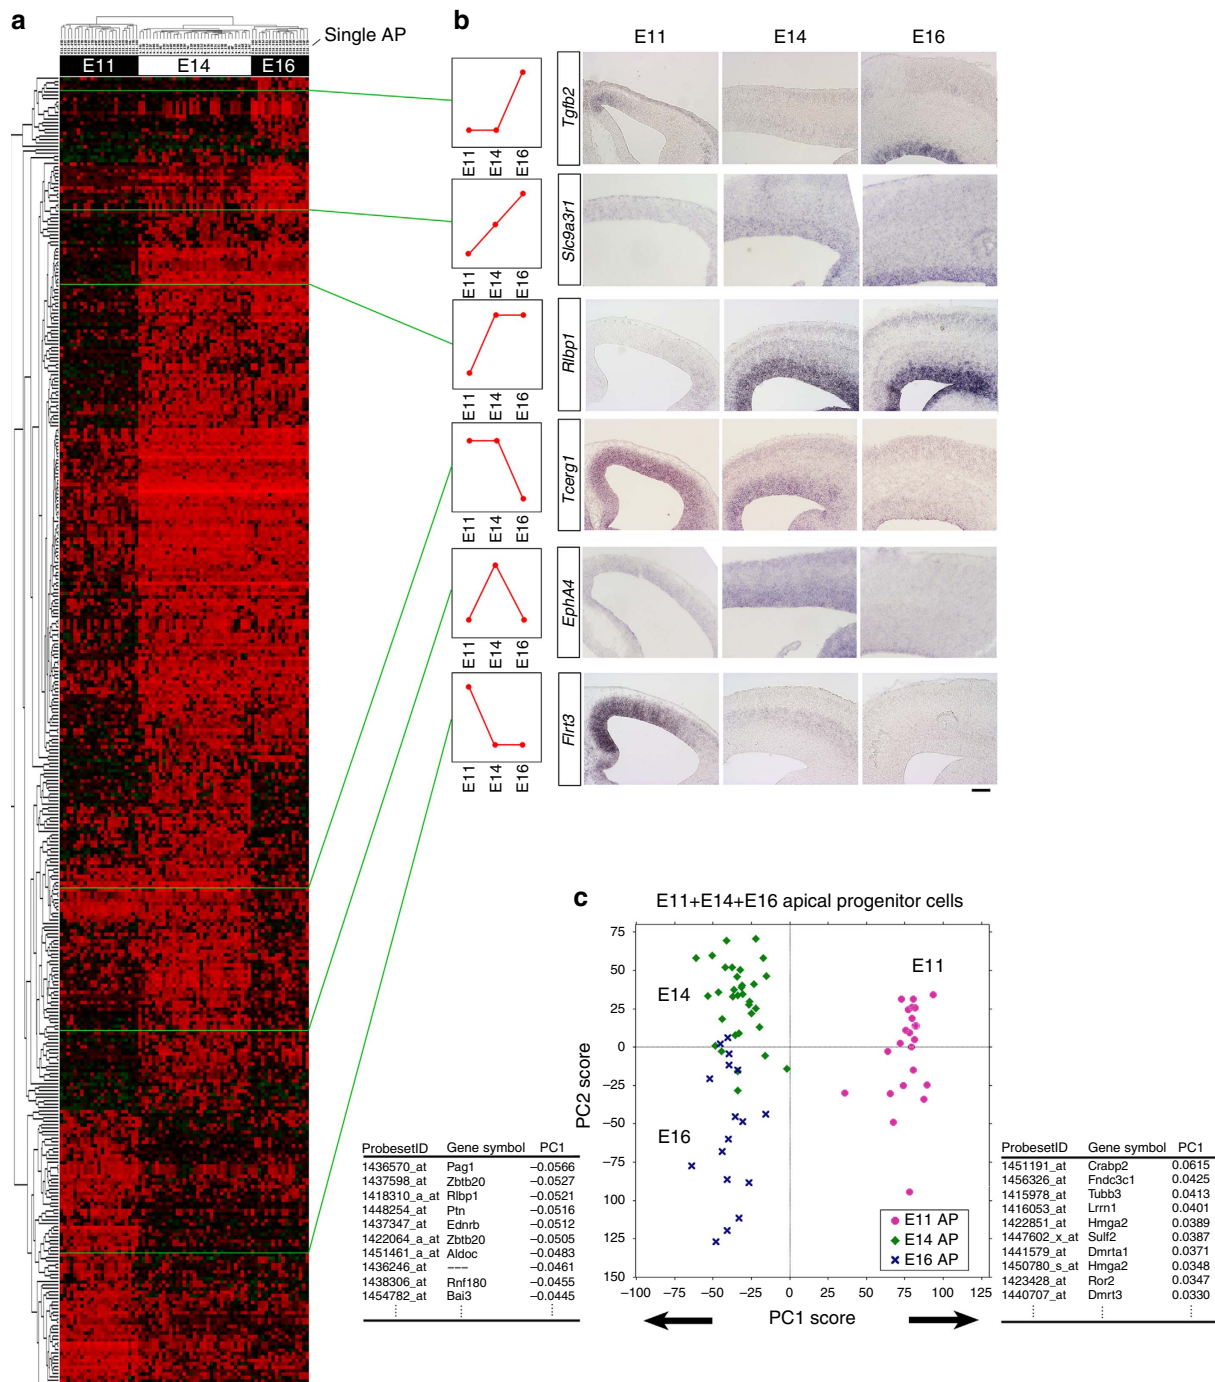 a
Single AP
E11 E14 E16
b
E11 E14 E16
E11 E14 E16
Tgfb2
E11 E14 E16
Slc9a3r1
E11 E14 E16
Rlbp1
E11 E14 E16
Tcerg1
E11 E14 E16
EphA4
E11 E14 E16
Flrt3
c
E11+E14+E16 apical progenitor cells
−100 −75 −50 −25 0 25 50 75 100 125
75
50
25
0
−25
−50
−75
100
125
150
PC2 score
PC1 score
E11
E14
E16
E11 AP
E14 AP
E16 AP
ProbesetID Gene symbol PC1
1436570_at Pag1 −0.0566
1437598_at Zbtb20 −0.0527
1418310_a_at Rlbp1 −0.0521
1448254_at Ptn −0.0516
1437347_at Ednrb −0.0512
1422064_a_at Zbtb20 −0.0505
1451461_a_at Aldoc −0.0483
1436246_at −−− −0.0461
1438306_at Rnf180 −0.0455
1454782_at Bai3 −0.0445
ProbesetID Gene symbol PC1
1451191_at Crabp2 0.0615
1456326_at Fndc3c1 0.0425
1415978_at Tubb3 0.0413
1416053_at Lrrn1 0.0401
1422851_at Hmga2 0.0389
1447602_x_at Sulf2 0.0387
1441579_at Dmrta1 0.0371
1450780_s_at Hmga2 0.0348
1423428_at Ror2 0.0347
1440707_at Dmrt3 0.0330